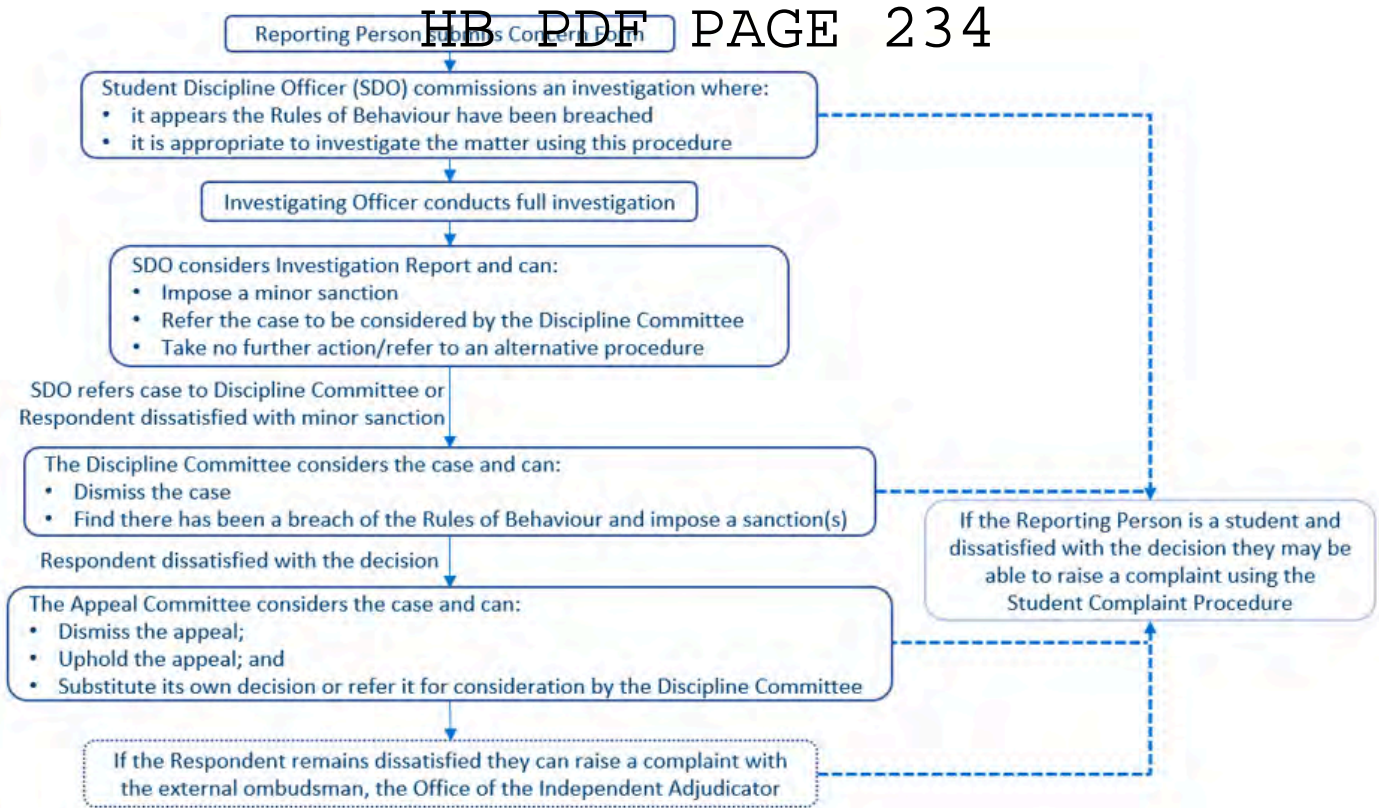 HB PDF PAGE 234
Reporting Person submits Concern Form
Student Discipline Officer (SDO) commissions an investigation where:
• it appears the Rules of Behaviour have been breached
• it is appropriate to investigate the matter using this procedure
Investigating Officer conducts full investigation
SDO considers Investigation Report and can:
• Impose a minor sanction
• Refer the case to be considered by the Discipline Committee
• Take no further action/refer to an alternative procedure
SDO refers case to Discipline Committee or
Respondent dissatisfied with minor sanction
The Discipline Committee considers the case and can:
• Dismiss the case
• Find there has been a breach of the Rules of Behaviour and impose a sanction(s)
Respondent dissatisfied with the decision
The Appeal Committee considers the case and can:
• Dismiss the appeal;
• Uphold the appeal; and
• Substitute its own decision or refer it for consideration by the Discipline Committee
If the Respondent remains dissatisfied they can raise a complaint with
the external ombudsman, the Office of the Independent Adjudicator
If the Reporting Person is a student and
dissatisfied with the decision they may be
able to raise a complaint using the
Student Complaint Procedure